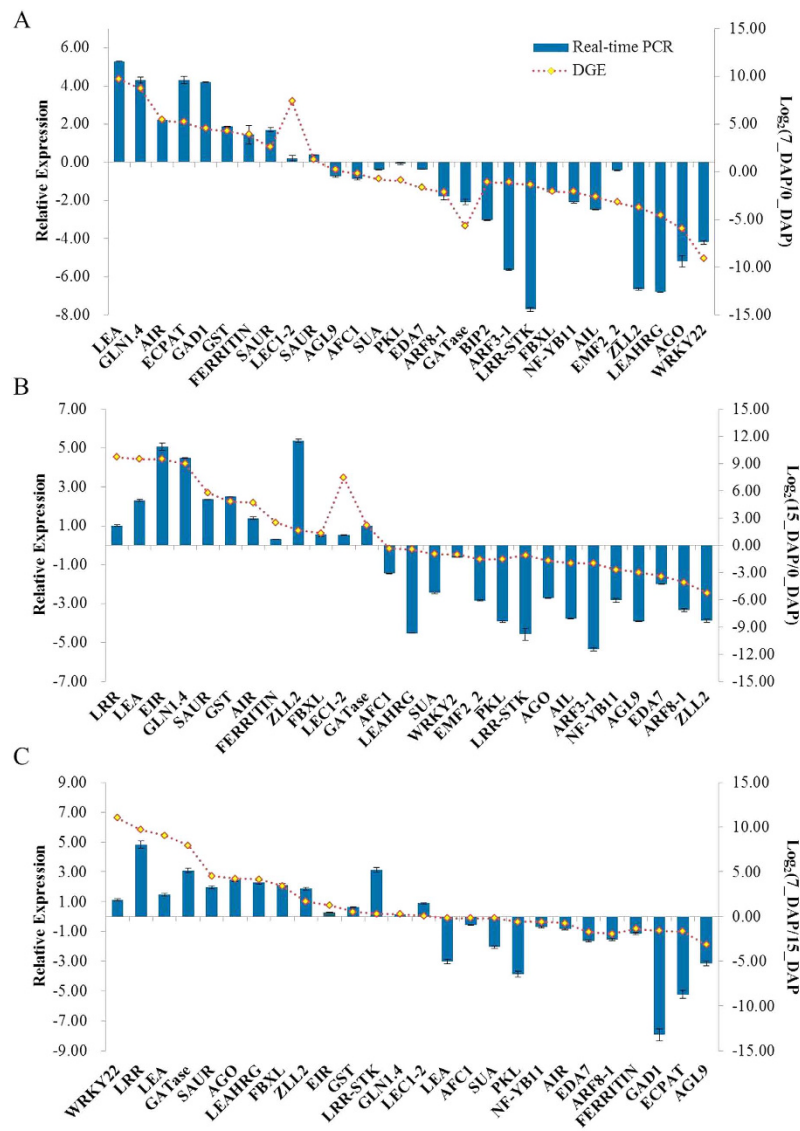 A
Real-time PCR
DGE
Relative Expression
6.00
4.00
2.00
0.00
-2.00
-4.00
-6.00
-8.00
15.00
10.00
5.00
0.00
-5.00
-10.00
-15.00
Log2(7_DAP/0_DAP)
LEA
GLN1.4
AIR
ECPAT
GAD1
GST
FERRITIN
SAUR
LEC1-2
SAUR
AGL9
AFC1
SUA
PKL
EDA7
ARF8-1
GATase
BIP2
ARF3-1
LRR-STK
FBXL
NF-YB11
AIL
EMF2_2
ZLL2
LEAHRG
AGO
WRKY22
B
Relative Expression
7.00
5.00
3.00
1.00
-1.00
-3.00
-5.00
-7.00
15.00
12.00
9.00
6.00
3.00
0.00
-3.00
-6.00
-9.00
-12.00
-15.00
Log2(15_DAP/0_DAP)
LRR
LEA
EIR
GLN1.4
SAUR
GST
AIR
FERRITIN
ZLL2
FBXL
LEC1-2
GATase
AFC1
LEAHRG
SUA
WRKY2
EMF2_2
PKL
LRR-STK
AGO
AIL
ARF3-1
NF-YB11
AGL9
EDA7
ARF8-1
ZLL2
C
Relative Expression
9.00
7.00
5.00
3.00
1.00
-1.00
-3.00
-5.00
-7.00
-9.00
15.00
10.00
5.00
0.00
-5.00
-10.00
-15.00
Log2(7_DAP/15_DAP
WRKY22
LRR
LEA
GATase
SAUR
AGO
LEAHRG
FBXL
ZLL2
EIR
GST
LRR-STK
GLN1.4
LEC1-2
LEA
AFC1
SUA
PKL
NF-YB11
AIR
EDA7
ARF8-1
FERRITIN
GAD1
ECPAT
AGL9